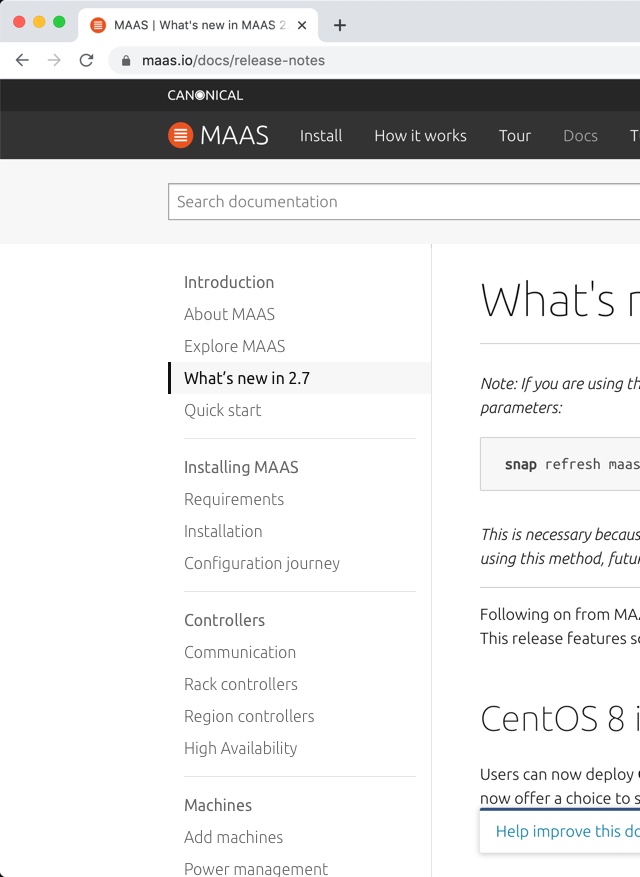 MAAS | What's new in MAAS 2
maas.io/docs/release-notes
CANONICAL
MAAS Install How it works Tour Docs T
Search documentation
Introduction
About MAAS
Explore MAAS
What’s new in 2.7
Quick start
Installing MAAS
Requirements
Installation
Configuration journey
Controllers
Communication
Rack controllers
Region controllers
High Availability
Machines
Add machines
Power management
What's
Note: If you are using th
parameters:
snap refresh maas
This is necessary becaus
using this method, futur
Following on from MAA
This release features so
CentOS 8 i
Users can now deploy
now offer a choice to s
Help improve this do